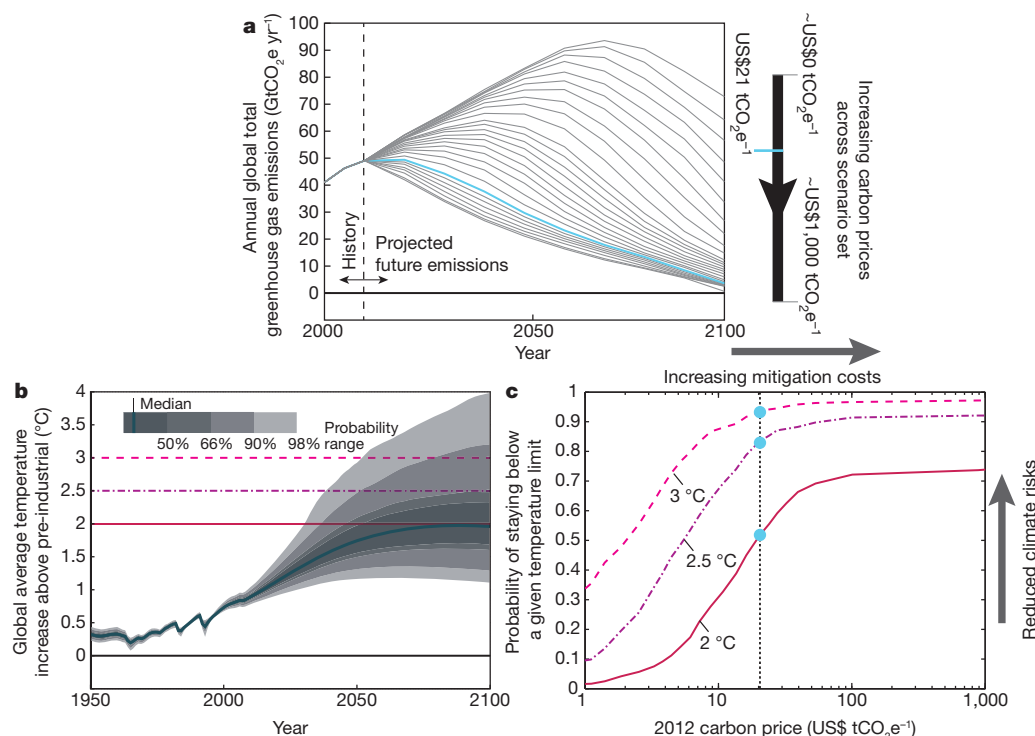 a
100
90
80
70
60
50
40
30
20
10
0
Annual global total
greenhouse gas emissions (GtCO2e yr−1)
History
Projected
future emissions
2000
2050
2100
Year
US$21 tCO2e−1
~US$0 tCO2e−1
~US$1,000 tCO2e−1
Increasing carbon prices
across scenario set
Increasing mitigation costs
b
4
3.5
3
2.5
2
1.5
1
0.5
0
Global average temperature
increase above pre-industrial (°C)
Median
50% 66% 90% 98%
Probability
range
1950
2000
2050
2100
Year
c
1
0.9
0.8
0.7
0.6
0.5
0.4
0.3
0.2
0.1
0
Probability of staying below
a given temperature limit
3 °C
2.5 °C
2 °C
1
10
100
1,000
2012 carbon price (US$ tCO2e−1)
Reduced climate risks